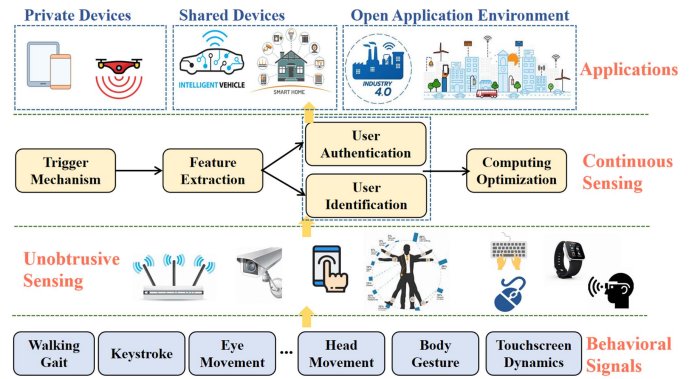 Private Devices
Shared Devices
Open Application Environment
INTELLIGENT VEHICLE
SMART HOME
INDUSTRY
4.0
Applications
Trigger
Mechanism
Feature
Extraction
User
Authentication
User
Identification
Computing
Optimization
Continuous
Sensing
Unobtrusive
Sensing
Walking
Gait
Keystroke
Eye
Movement
...
Head
Movement
Body
Gesture
Touchscreen
Dynamics
Behavioral
Signals